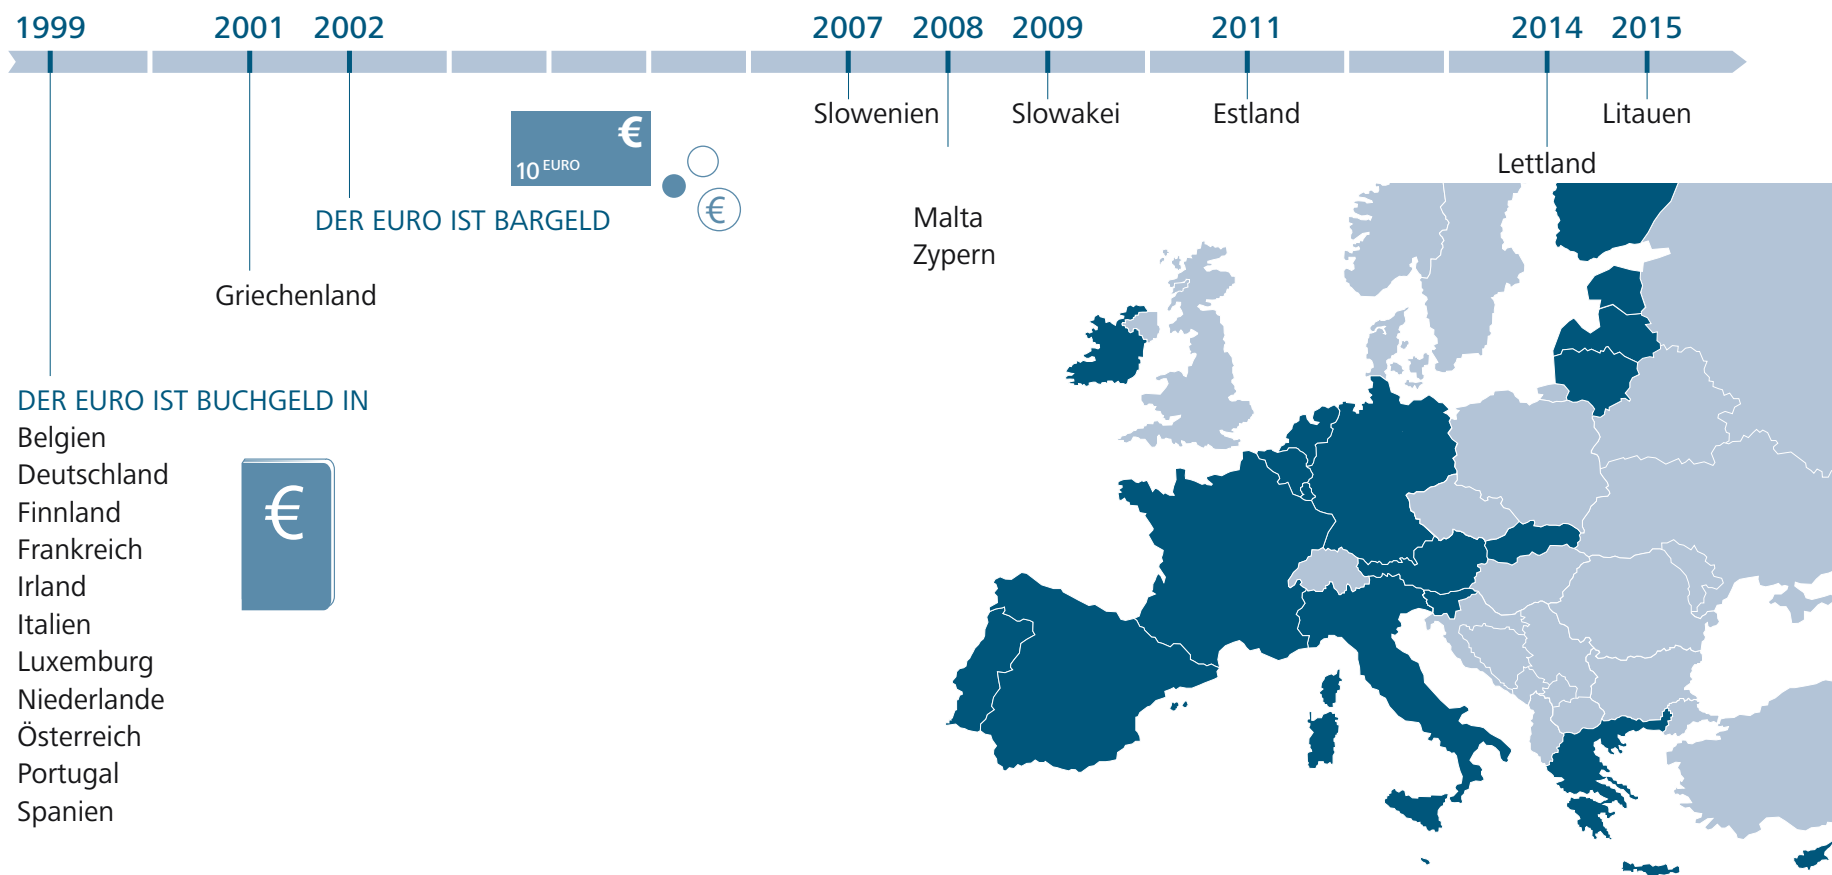 1999 2001 2002 2007 2008 2009 2011 2014 2015
Slowenien Slowakei Estland Litauen
Lettland
€
10 EURO
€
DER EURO IST BARGELD
Malta
Zypern
Griechenland
DER EURO IST BUCHGELD IN
Belgien
Deutschland
Finnland
Frankreich
Irland
Italien
Luxemburg
Niederlande
Österreich
Portugal
Spanien
€